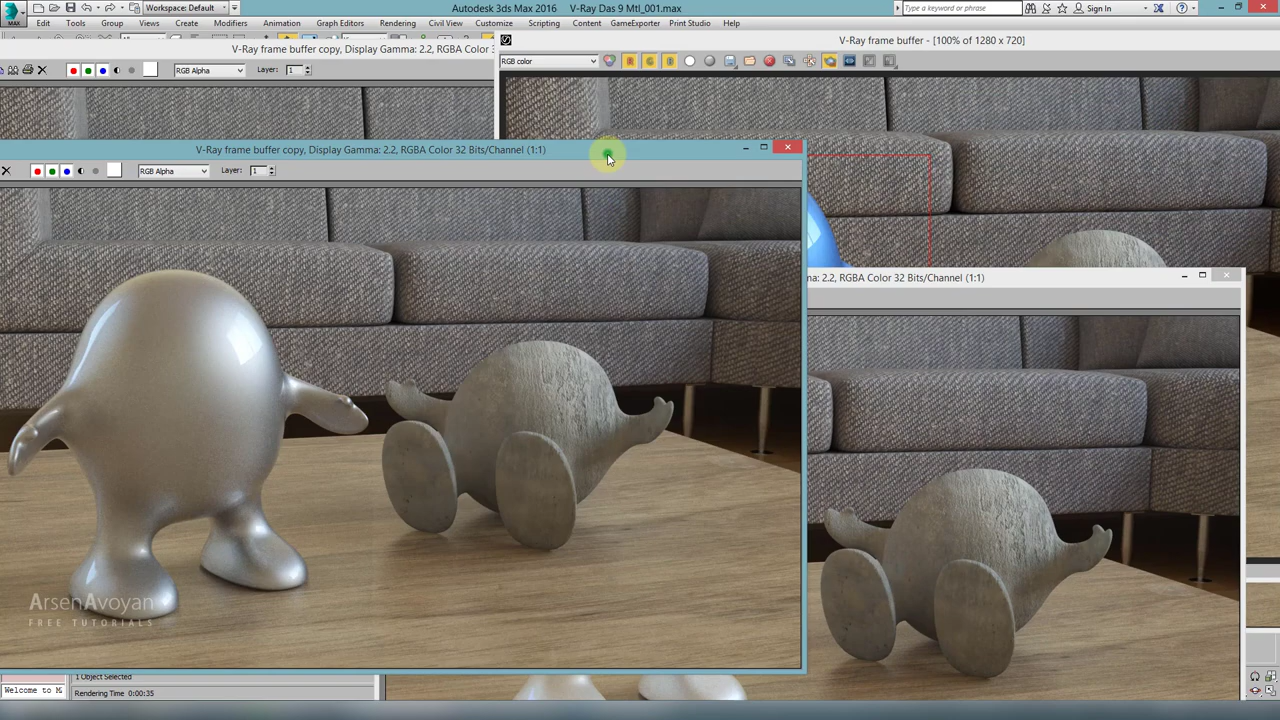 Autodesk 3ds Max 2016 V-Ray Das 9 Mtl_001.max
Workspace: Default
Type a keyword or phrase
Sign In
MAX
Edit Tools Group Views Create Modifiers Animation Graph Editors Rendering Civil View Customize Scripting Content GameExporter Print Studio Help
V-Ray frame buffer copy, Display Gamma: 2.2, RGBA Color 3
V-Ray frame buffer - [100% of 1280 x 720]
RGB Alpha Layer: 1
RGB color
V-Ray frame buffer copy, Display Gamma: 2.2, RGBA Color 32 Bits/Channel (1:1)
RGB Alpha Layer: 1
2.2, RGBA Color 32 Bits/Channel (1:1)
ArsenAvoyan
FREE TUTORIALS
1 Object Selected
Welcome to M
Rendering Time 0:00:35